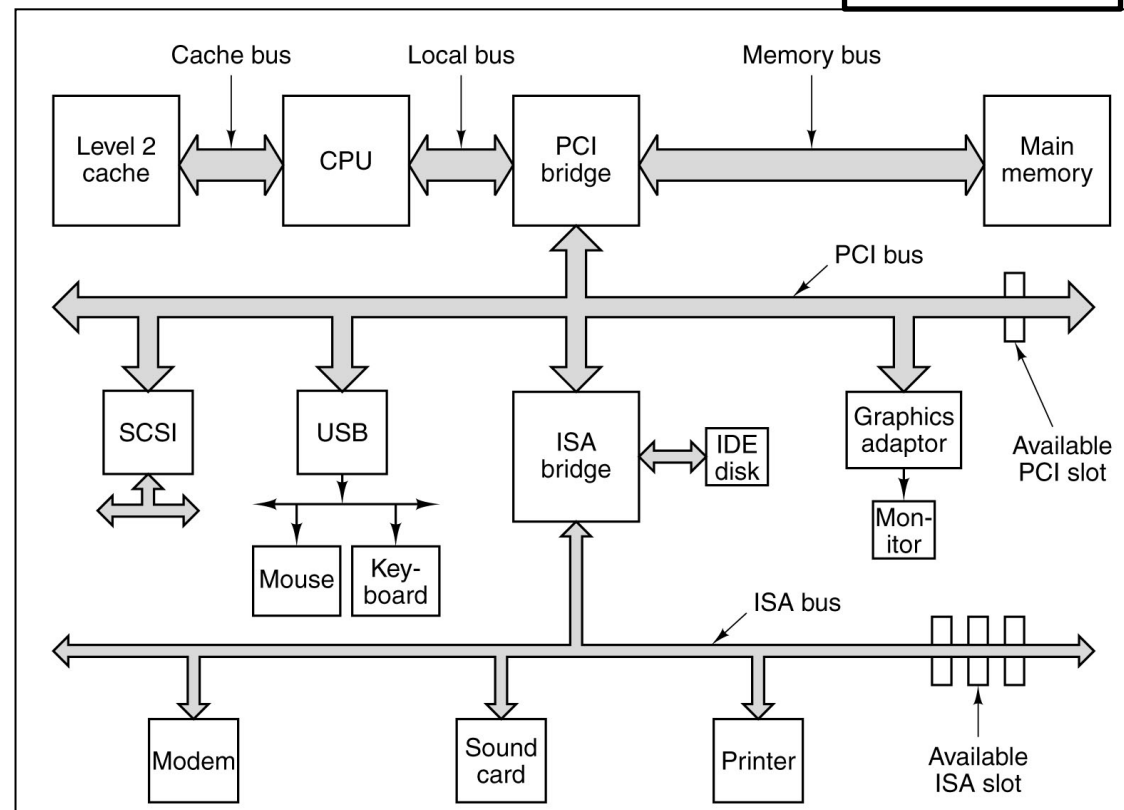 Cache bus
Local bus
Memory bus
Level 2
cache
CPU
PCI
bridge
Main
memory
PCI bus
SCSI
USB
ISA
bridge
IDE
disk
Graphics
adaptor
Available
PCI slot
Mon-
itor
Mouse
Key-
board
ISA bus
Modem
Sound
card
Printer
Available
ISA slot